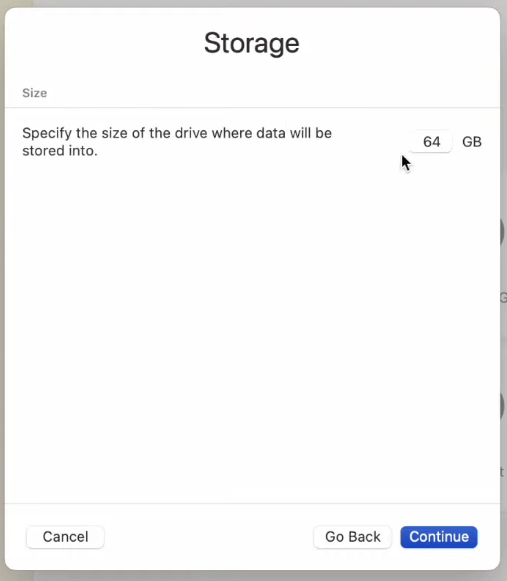 Storage
Size
Specify the size of the drive where data will be
stored into.
64 GB
G
t
Cancel
Go Back
Continue